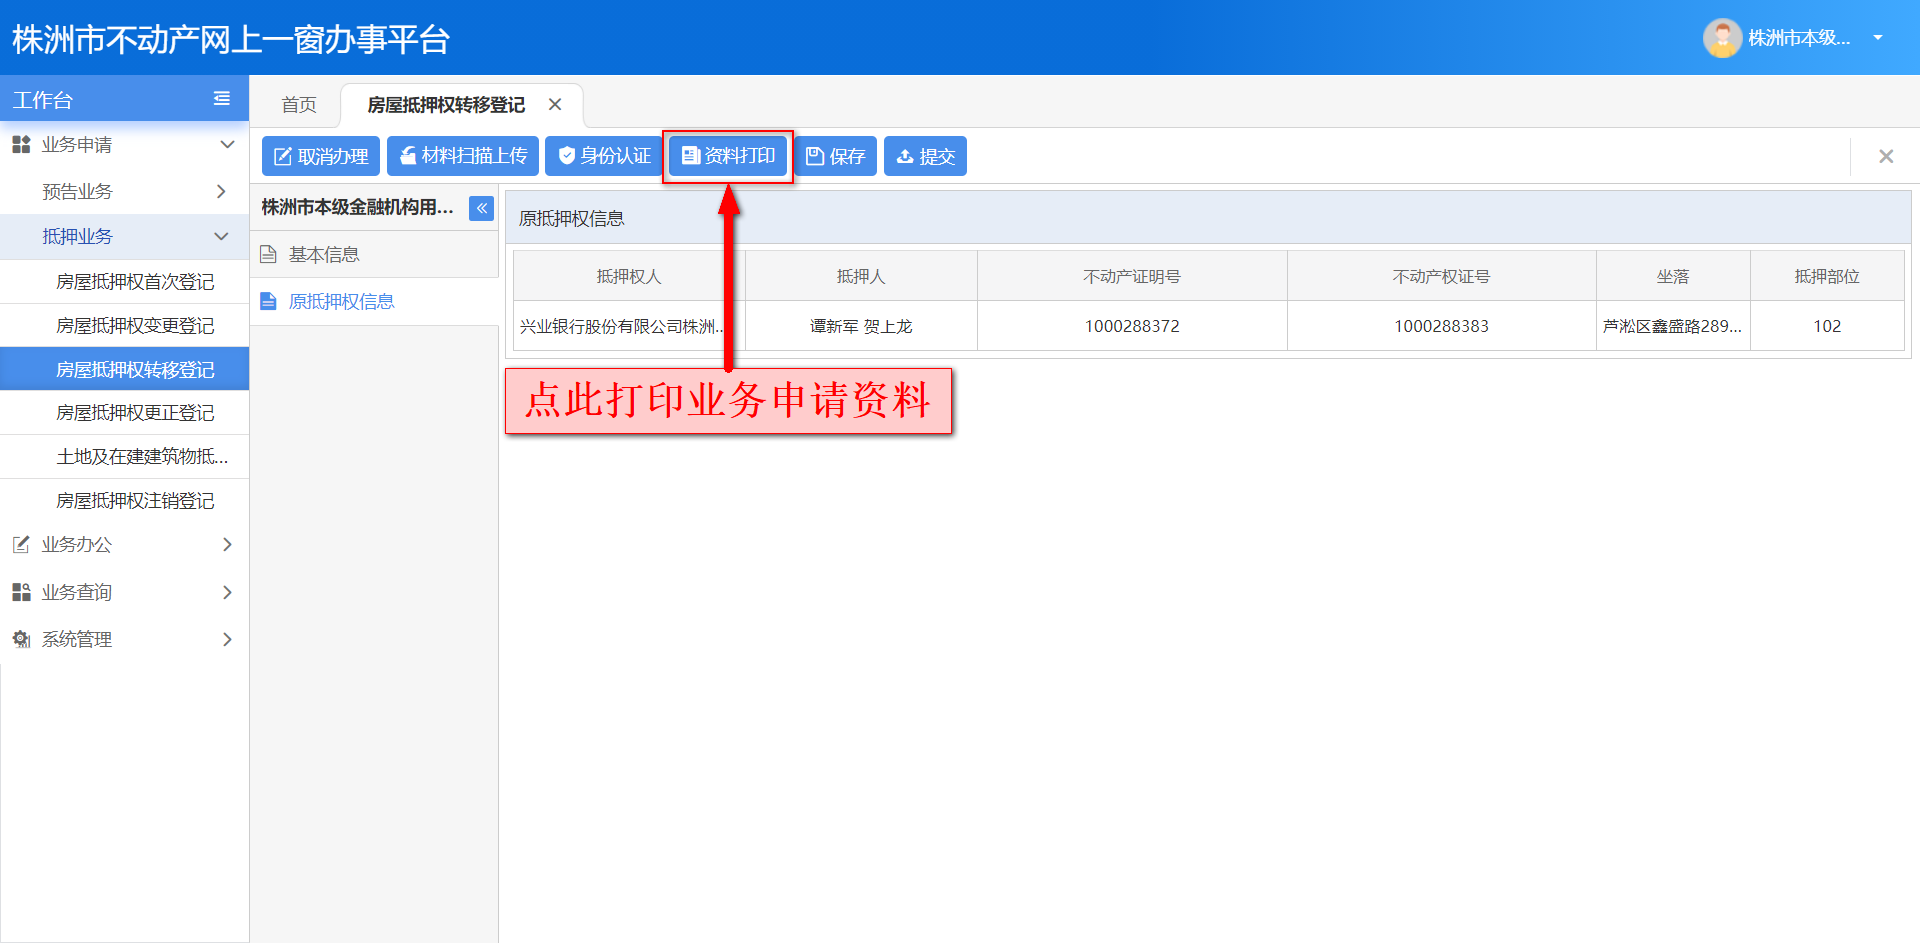 株洲市不动产网上一窗办事平台
株洲市本级...
工作台
首页
房屋抵押权转移登记
业务申请
预告业务
抵押业务
房屋抵押权首次登记
房屋抵押权变更登记
房屋抵押权转移登记
房屋抵押权更正登记
土地及在建建筑物抵...
房屋抵押权注销登记
业务办公
业务查询
系统管理
取消办理 材料扫描上传 身份认证 资料打印 保存 提交
株洲市本级金融机构用...
基本信息
原抵押权信息
原抵押权信息
抵押权人 抵押人 不动产证明号 不动产权证号 坐落 抵押部位
兴业银行股份有限公司株洲... 谭新军 贺上龙 1000288372 1000288383 芦淞区鑫盛路289... 102
点此打印业务申请资料